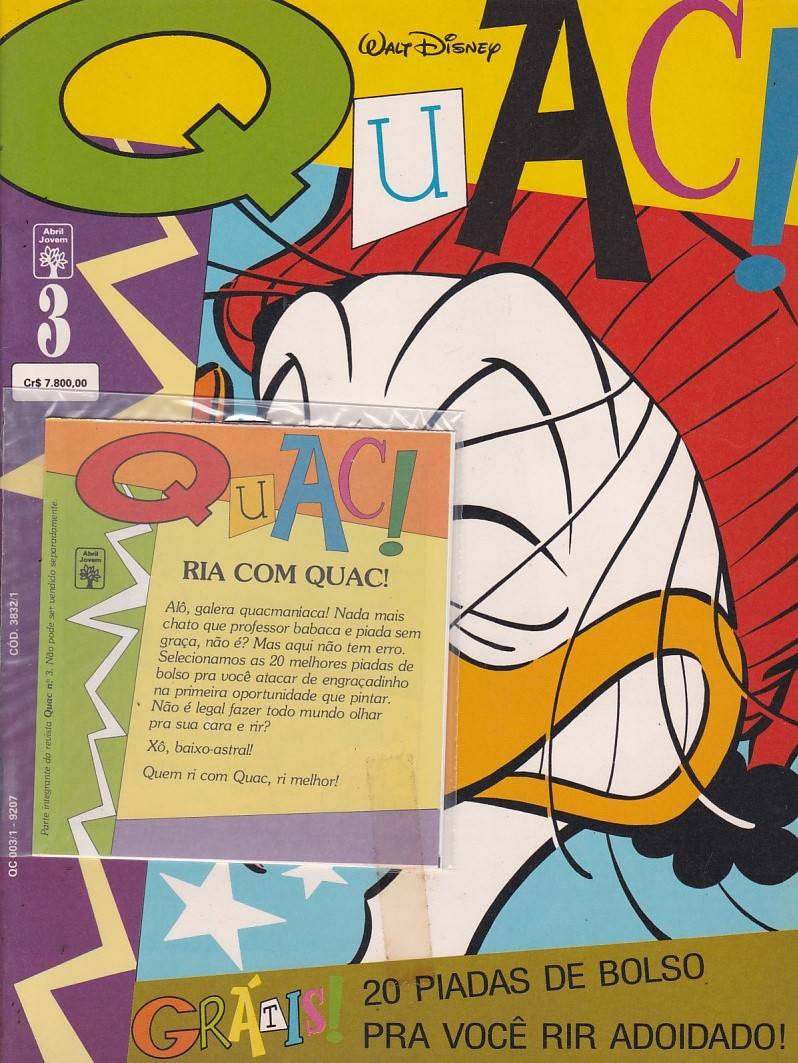 WALT DISNEY
QuAC!
Abril
Jovem
3
Cr$ 7.800,00
QuAC!
Abril
Jovem
RIA COM QUAC!
Alô, galera quacmaníaca! Nada mais
chato que professor babaca e piada sem
graça, não é? Mas aqui não tem erro.
Selecionamos as 20 melhores piadas de
bolso pra você atacar de engraçadinho
na primeira oportunidade que pintar.
Não é legal fazer todo mundo olhar
pra sua cara e rir?
Xô, baixo-astral!
Quem ri com Quac, ri melhor!
Parte integrante da revista Quac nº 3. Não pode ser vendido separadamente.
CÓD. 3832/1
QC 003/1 - 9207
GRÁTIS!
20 PIADAS DE BOLSO
PRA VOCÊ RIR ADOIDADO!